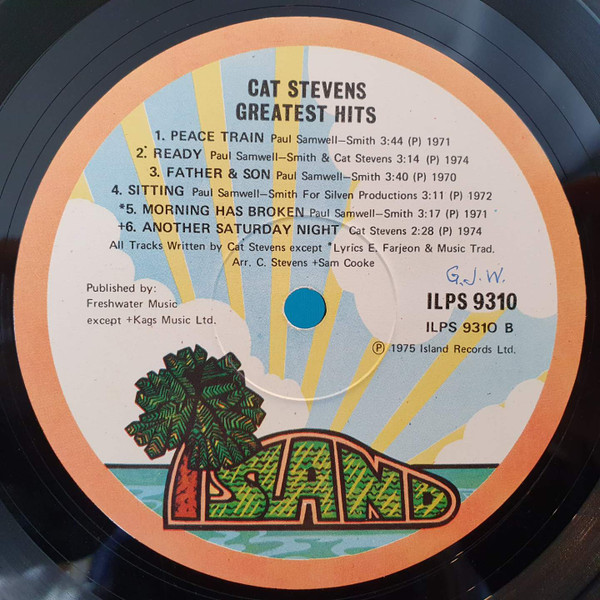 CAT STEVENS
GREATEST HITS
1. PEACE TRAIN Paul Samwell-Smith 3:44 (P) 1971
2. READY Paul Samwell-Smith & Cat Stevens 3:14 (P) 1974
3. FATHER & SON Paul Samwell-Smith 3:40 (P) 1970
4. SITTING Paul Samwell-Smith For Silven Productions 3:11 (P) 1972
*5. MORNING HAS BROKEN Paul Samwell-Smith 3:17 (P) 1971
+6. ANOTHER SATURDAY NIGHT Cat Stevens 2:28 (P) 1974
All Tracks Written by Cat Stevens except *Lyrics E. Farjeon & Music Trad.
Arr. C. Stevens +Sam Cooke
G.J.W.
Published by:
Freshwater Music
except +Kags Music Ltd.
ILPS 9310
ILPS 9310 B
Ⓟ 1975 Island Records Ltd.
ISLAND